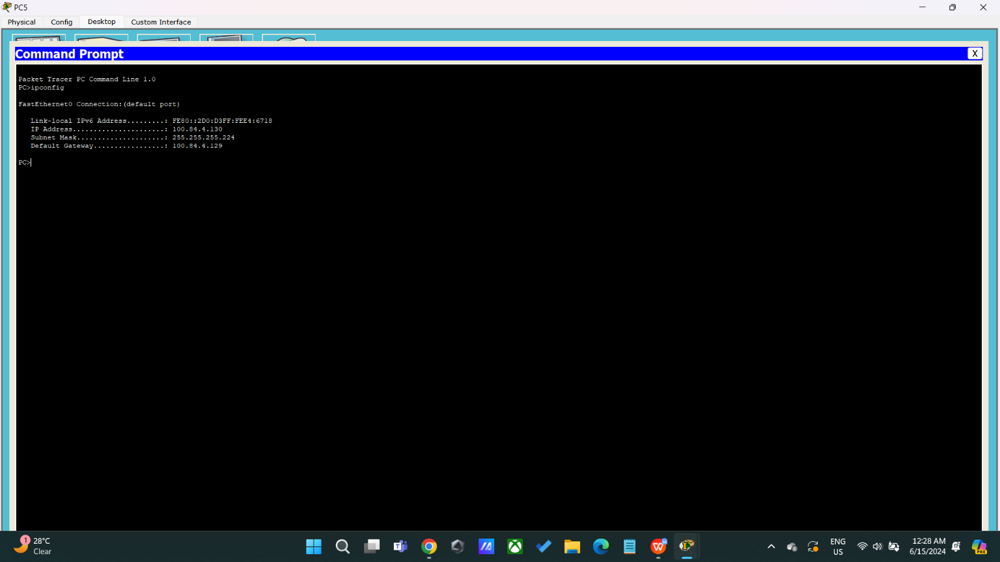 PC5
Physical Config Desktop Custom Interface
Command Prompt
X
Packet Tracer PC Command Line 1.0
PC>ipconfig
FastEthernet0 Connection:(default port)
Link-local IPv6 Address.........: FE80::2D0:D3FF:FEE4:6718
IP Address......................: 100.84.4.130
Subnet Mask.....................: 255.255.255.224
Default Gateway.................: 100.84.4.129
PC>
1
28°C
Clear
ENG
US
12:28 AM
6/15/2024
PRE